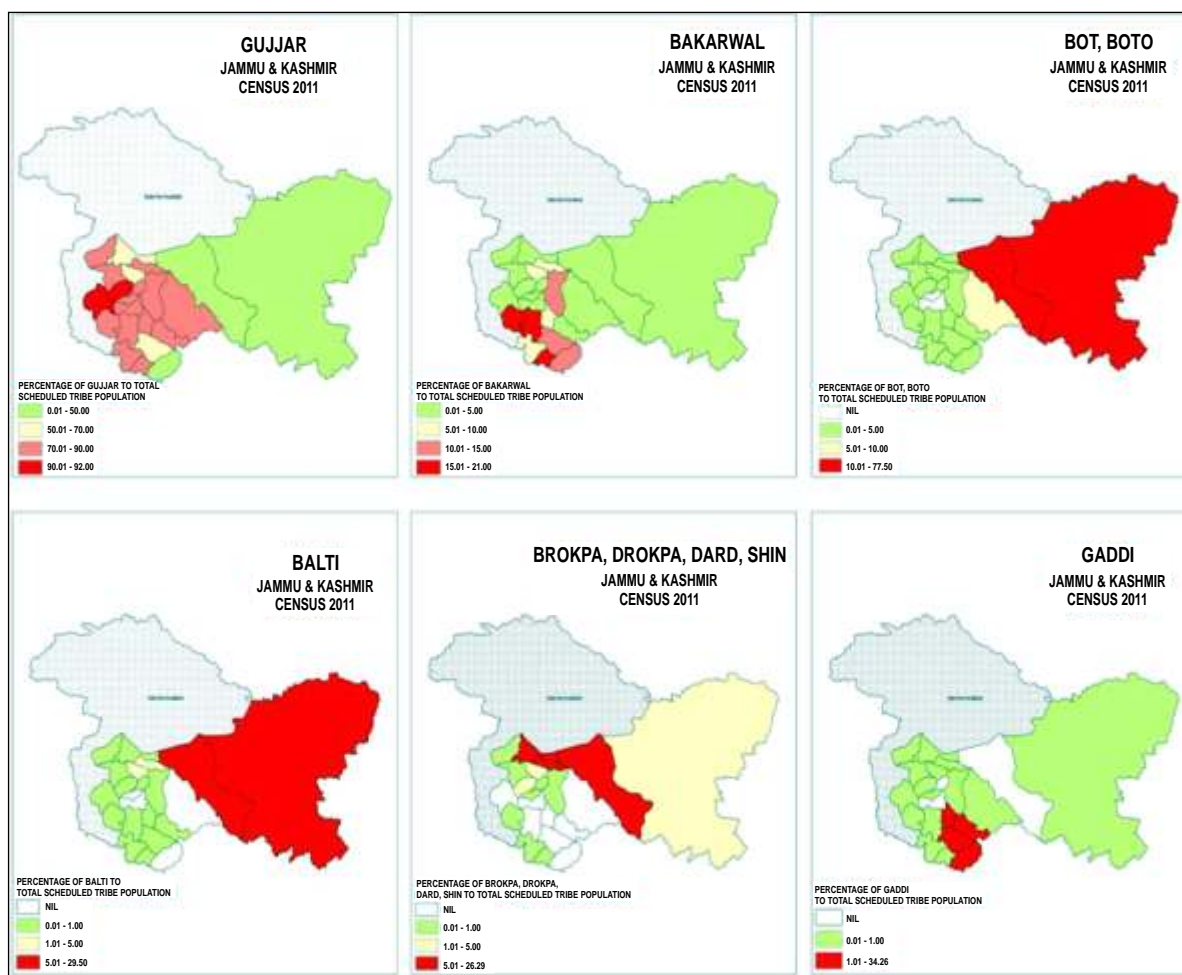 GUJJAR
JAMMU & KASHMIR
CENSUS 2011
PERCENTAGE OF GUJJAR TO TOTAL
SCHEDULED TRIBE POPULATION
0.01 - 50.00
50.01 - 70.00
70.01 - 90.00
90.01 - 92.00
BAKARWAL
JAMMU & KASHMIR
CENSUS 2011
PERCENTAGE OF BAKARWAL
TO TOTAL SCHEDULED TRIBE POPULATION
0.01 - 5.00
5.01 - 10.00
10.01 - 15.00
15.01 - 21.00
BOT, BOTO
JAMMU & KASHMIR
CENSUS 2011
PERCENTAGE OF BOT, BOTO
TO TOTAL SCHEDULED TRIBE POPULATION
NIL
0.01 - 5.00
5.01 - 10.00
10.01 - 77.50
BALTI
JAMMU & KASHMIR
CENSUS 2011
PERCENTAGE OF BALTI TO
TOTAL SCHEDULED TRIBE POPULATION
NIL
0.01 - 1.00
1.01 - 5.00
5.01 - 29.50
BROKPA, DROKPA, DARD, SHIN
JAMMU & KASHMIR
CENSUS 2011
PERCENTAGE OF BROKPA, DROKPA,
DARD, SHIN TO TOTAL SCHEDULED TRIBE POPULATION
NIL
0.01 - 1.00
1.01 - 5.00
5.01 - 26.29
GADDI
JAMMU & KASHMIR
CENSUS 2011
PERCENTAGE OF GADDI
TO TOTAL SCHEDULED TRIBE POPULATION
NIL
0.01 - 1.00
1.01 - 34.26